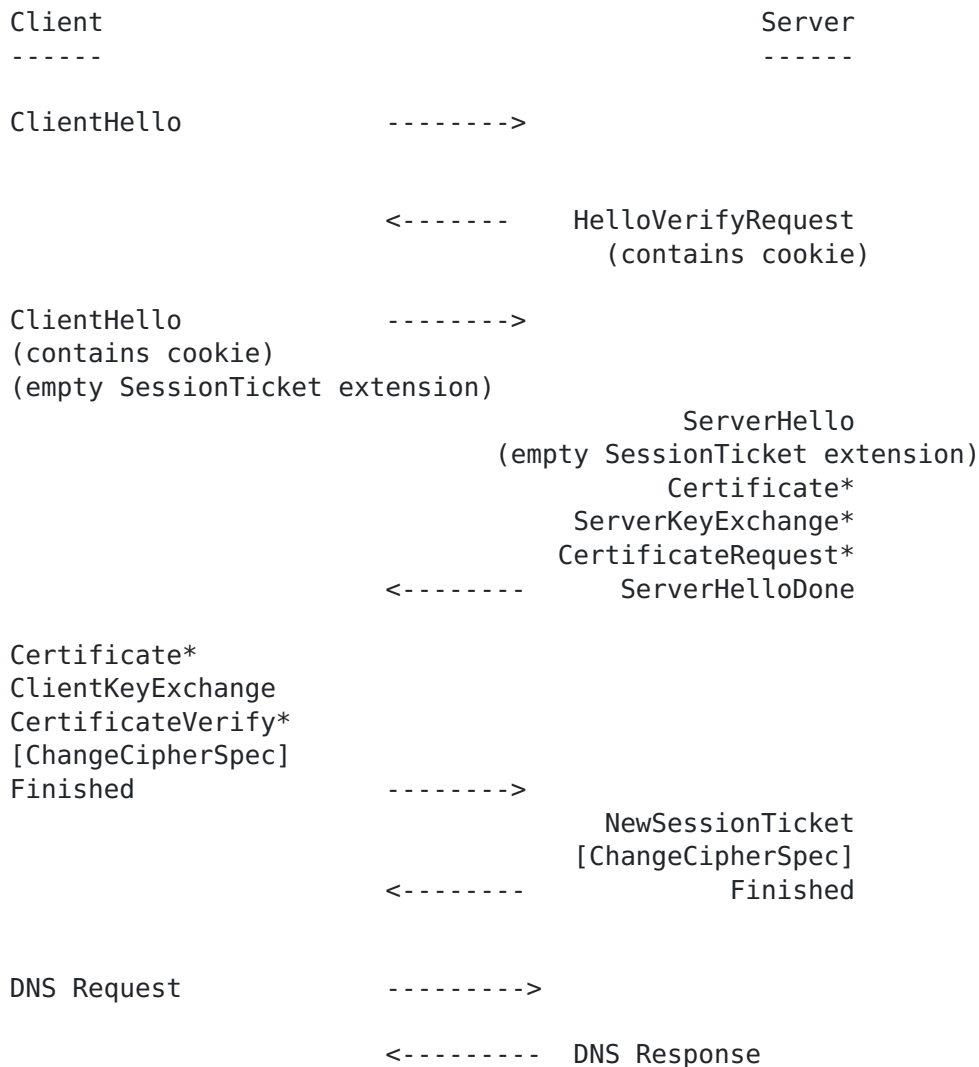 Client                                          Server
------                                          ------
ClientHello             -------->
                        <-------   HelloVerifyRequest
                                      (contains cookie)
ClientHello             -------->
(contains cookie)
(empty SessionTicket extension)
                                           ServerHello
                               (empty SessionTicket extension)
                                          Certificate*
                                    ServerKeyExchange*
                                   CertificateRequest*
                        <--------      ServerHelloDone
Certificate*
ClientKeyExchange
CertificateVerify*
[ChangeCipherSpec]
Finished                -------->
                                      NewSessionTicket
                                    [ChangeCipherSpec]
                        <--------             Finished
DNS Request             --------->
                        <---------  DNS Response